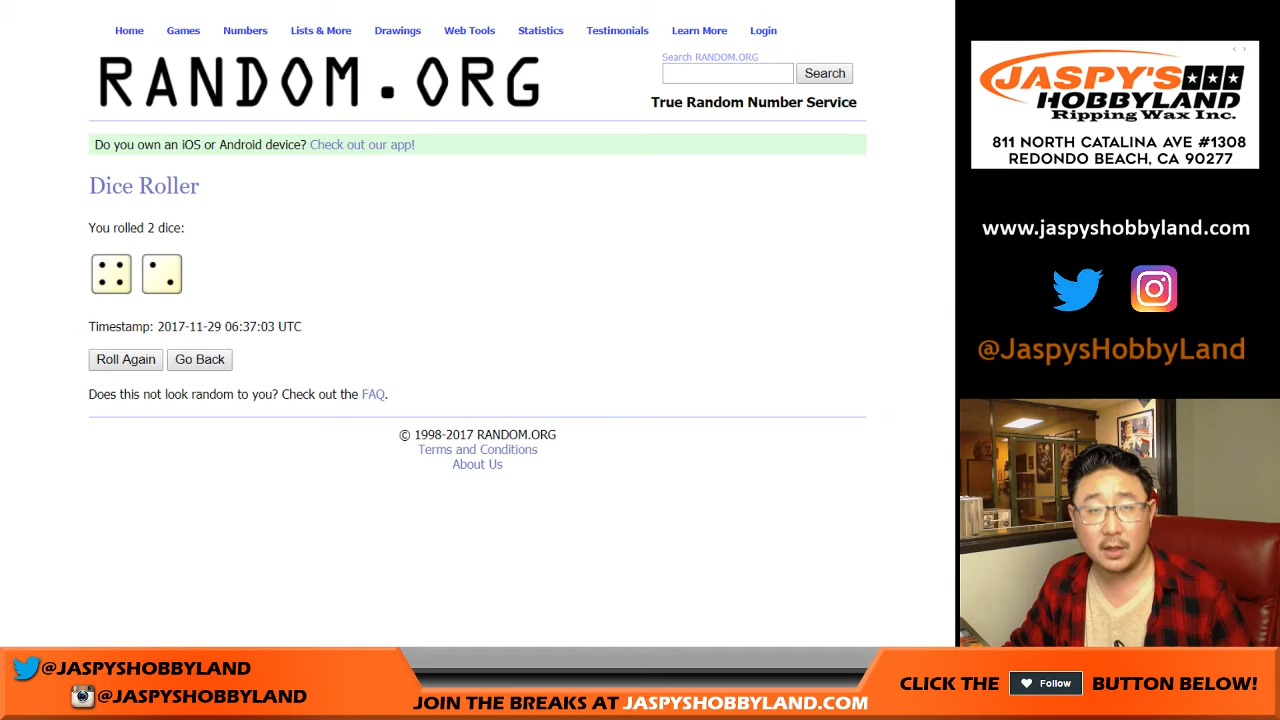 Home Games Numbers Lists & More Drawings Web Tools Statistics Testimonials Learn More Login
RANDOM.ORG
Search RANDOM.ORG
Search
True Random Number Service
Do you own an iOS or Android device? Check out our app!
Dice Roller
You rolled 2 dice:
Timestamp: 2017-11-29 06:37:03 UTC
Roll Again Go Back
Does this not look random to you? Check out the FAQ.
© 1998-2017 RANDOM.ORG
Terms and Conditions
About Us
JASPY'S
HOBBYLAND
Ripping Wax Inc.
811 NORTH CATALINA AVE #1308
REDONDO BEACH, CA 90277
www.jaspyshobbyland.com
@JaspysHobbyLand
@JASPYSHOBBYLAND
@JASPYSHOBBYLAND
JOIN THE BREAKS AT JASPYSHOBBYLAND.COM
CLICK THE Follow BUTTON BELOW!